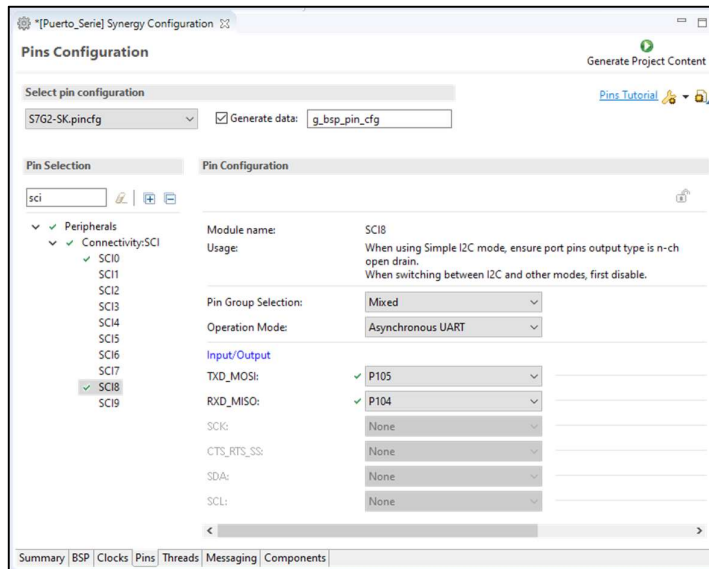 *[Puerto_Serie] Synergy Configuration
Pins Configuration
Generate Project Content
Select pin configuration
Pins Tutorial
S7G2-SK.pincfg
Generate data: g_bsp_pin_cfg
Pin Selection
Pin Configuration
sci
Peripherals
Connectivity:SCI
SCI0
SCI1
SCI2
SCI3
SCI4
SCI5
SCI6
SCI7
SCI8
SCI9
Module name: SCI8
Usage: When using Simple I2C mode, ensure port pins output type is n-ch
open drain.
When switching between I2C and other modes, first disable.
Pin Group Selection: Mixed
Operation Mode: Asynchronous UART
Input/Output
TXD_MOSI: P105
RXD_MISO: P104
SCK: None
CTS_RTS_SS: None
SDA: None
SCL: None
Summary BSP Clocks Pins Threads Messaging Components